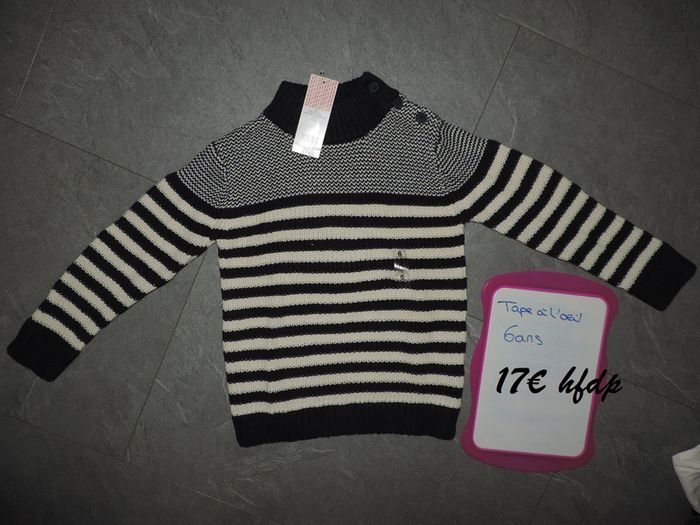 Tape à l'oeil
6ans
17€ hfdp